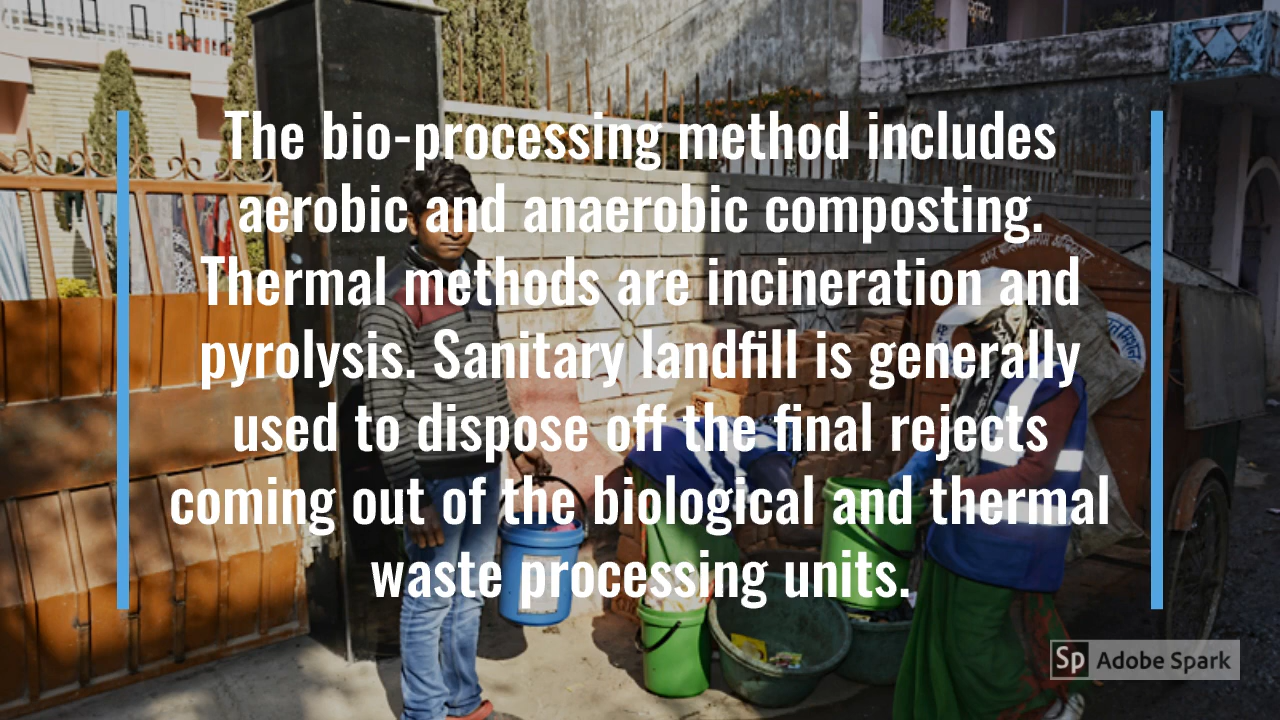 The bio-processing method includes
aerobic and anaerobic composting.
Thermal methods are incineration and
pyrolysis. Sanitary landfill is generally
used to dispose off the final rejects
coming out of the biological and thermal
waste processing units.
Sp Adobe Spark